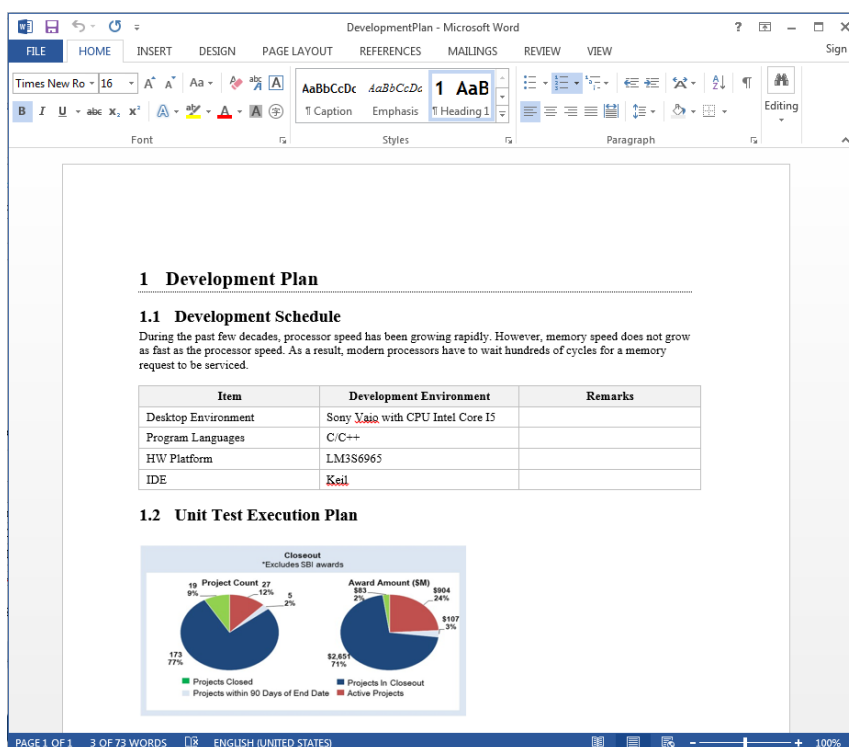 DevelopmentPlan - Microsoft Word
?
Sign
FILE HOME INSERT DESIGN PAGE LAYOUT REFERENCES MAILINGS REVIEW VIEW
Times New Ro 16 A A Aa abc A
B I U abc X₂ X² A aby A A
AaBbCcDc AaBbCcDc 1 AaB
¶ Caption Emphasis ¶ Heading 1
Editing
Font Styles Paragraph
1 Development Plan
1.1 Development Schedule
During the past few decades, processor speed has been growing rapidly. However, memory speed does not grow
as fast as the processor speed. As a result, modern processors have to wait hundreds of cycles for a memory
request to be serviced.
Item Development Environment Remarks
Desktop Environment Sony Vaio with CPU Intel Core I5
Program Languages C/C++
HW Platform LM3S6965
IDE Keil
1.2 Unit Test Execution Plan
Closeout
*Excludes SBI awards
Project Count
19
9%
27
12%
5
2%
173
77%
Award Amount ($M)
$83
2%
$904
24%
$107
3%
$2,651
71%
Projects Closed Projects In Closeout
Projects within 90 Days of End Date Active Projects
PAGE 1 OF 1 3 OF 73 WORDS ENGLISH (UNITED STATES) 100%